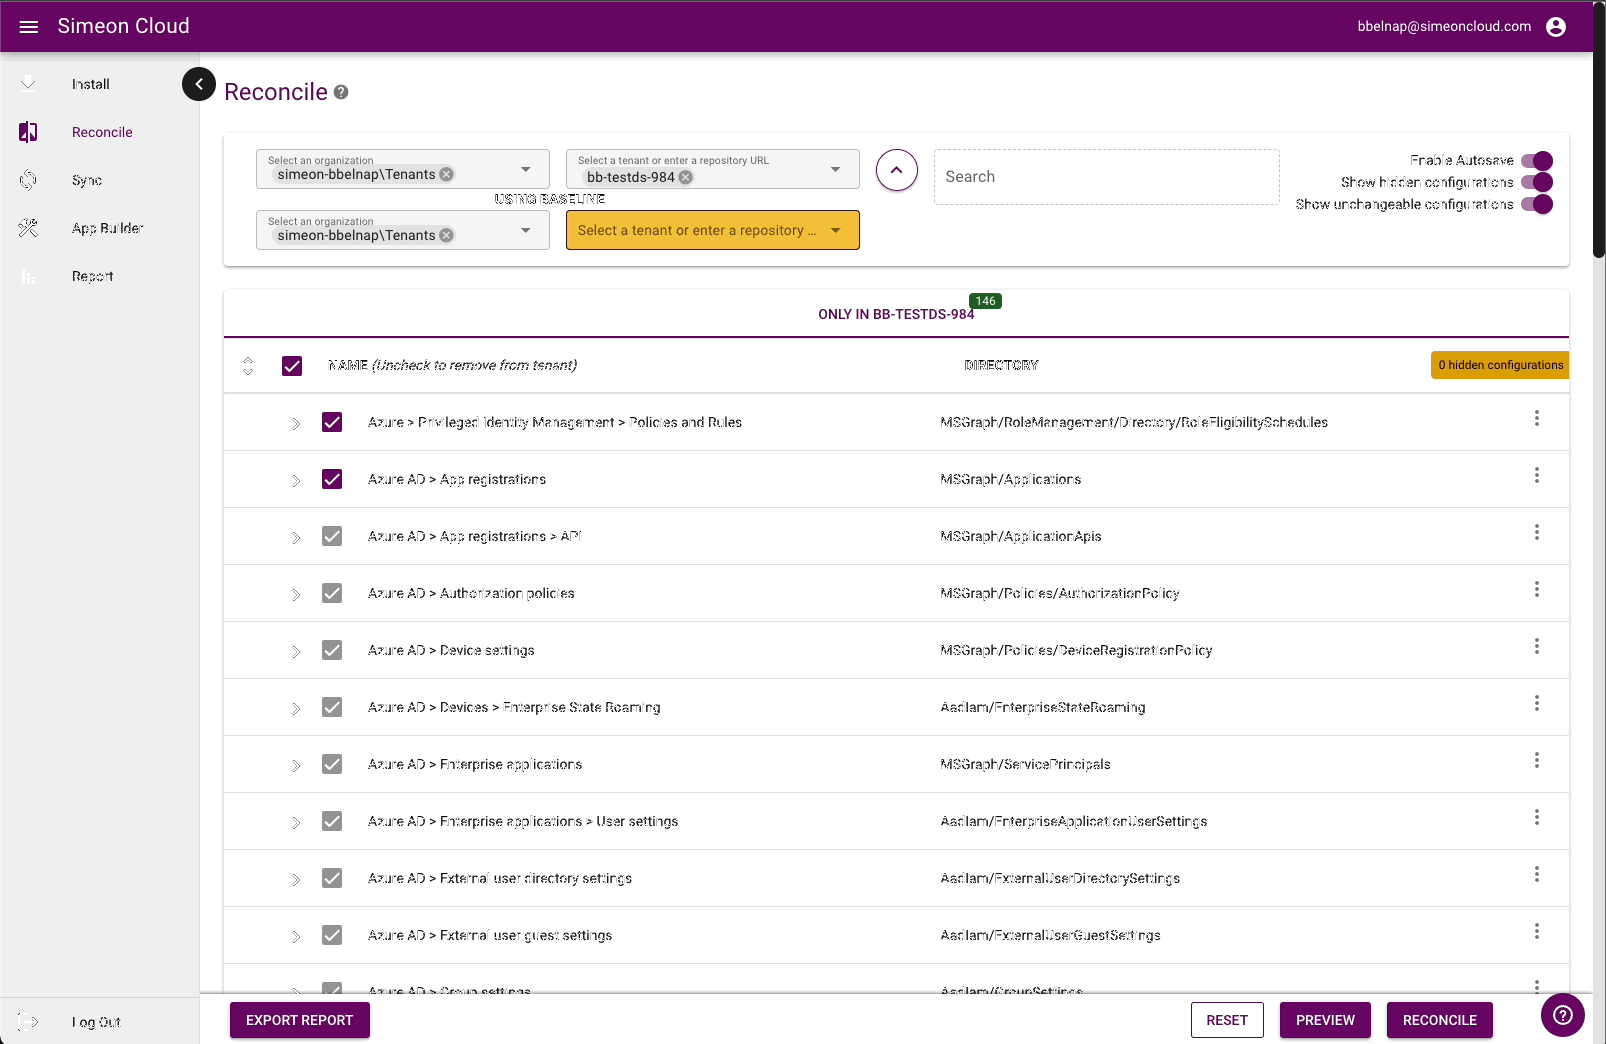 Simeon Cloud
bbelnap@simeoncloud.com
Install
Reconcile
Sync
App Builder
Report
Log Out
Reconcile
Select an organization
simeon-bbelnap\Tenants
Select a tenant or enter a repository URL
bb-testds-984
Search
Enable Autosave
Show hidden configurations
Show unchangeable configurations
USING BASELINE
Select an organization
simeon-bbelnap\Tenants
Select a tenant or enter a repository ...
146
ONLY IN BB-TESTDS-984
NAME (Uncheck to remove from tenant) DIRECTORY 0 hidden configurations
Azure > Privileged Identity Management > Policies and Rules MSGraph/RoleManagement/Directory/RoleEligibilitySchedules
Azure AD > App registrations MSGraph/Applications
Azure AD > App registrations > API MSGraph/ApplicationApis
Azure AD > Authorization policies MSGraph/Policies/AuthorizationPolicy
Azure AD > Device settings MSGraph/Policies/DeviceRegistrationPolicy
Azure AD > Devices > Enterprise State Roaming AadIam/EnterpriseStateRoaming
Azure AD > Enterprise applications MSGraph/ServicePrincipals
Azure AD > Enterprise applications > User settings AadIam/EnterpriseApplicationUserSettings
Azure AD > External user directory settings AadIam/ExternalUserDirectorySettings
Azure AD > External user guest settings AadIam/ExternalUserGuestSettings
Azure AD > Group settings AadIam/GroupSettings
EXPORT REPORT
RESET
PREVIEW
RECONCILE